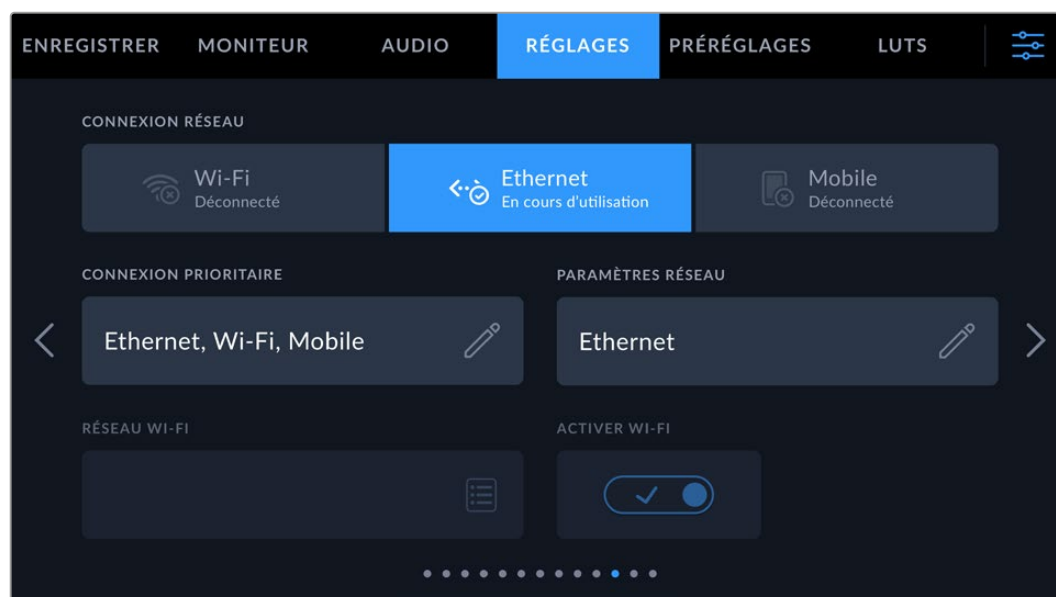 ENREGISTRER MONITEUR AUDIO RÉGLAGES PRÉRÉGLAGES LUTS
CONNEXION RÉSEAU
Wi-Fi Ethernet Mobile
Déconnecté En cours d'utilisation Déconnecté
CONNEXION PRIORITAIRE PARAMÈTRES RÉSEAU
Ethernet, Wi-Fi, Mobile Ethernet
RÉSEAU WI-FI ACTIVER WI-FI